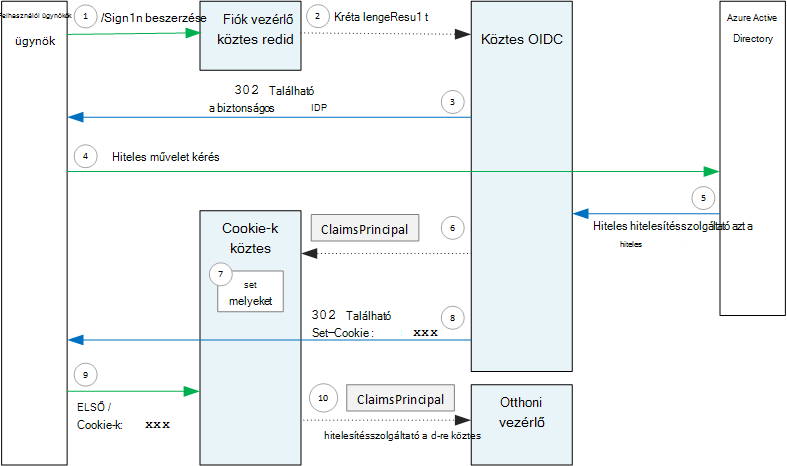 Felhasználói ügynökök
ügynök
1
/Sign1n beszerzése
Fiók vezérlő
köztes redid
2
Kréta lengeResu1 t
Köztes OIDC
Azure Active
Directory
302 Található
a biztonságos IDP
3
4
Hiteles művelet kérés
5
Hiteles hitelesítésszolgáltató azt a
hiteles
Cookie-k
köztes
ClaimsPrincipal
6
7
set
melyeket
302 Található
Set-Cookie: xxx
8
9
ELSŐ /
Cookie-k: xxx
10
ClaimsPrincipal
hitelesítésszolgáltató a d-re köztes
Otthoni
vezérlő